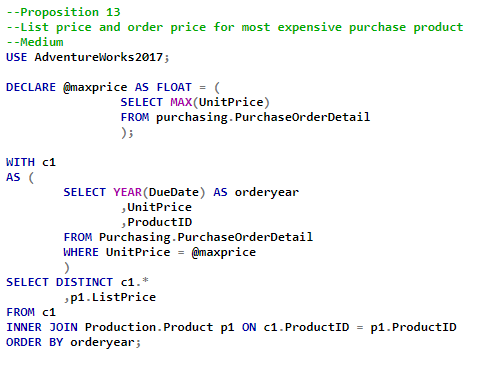 --Proposition 13
--List price and order price for most expensive purchase product
--Medium
USE AdventureWorks2017;
DECLARE @maxprice AS FLOAT = (
SELECT MAX(UnitPrice)
FROM purchasing.PurchaseOrderDetail
);
WITH c1
AS (
SELECT YEAR(DueDate) AS orderyear
,UnitPrice
,ProductID
FROM Purchasing.PurchaseOrderDetail
WHERE UnitPrice = @maxprice
)
SELECT DISTINCT c1.*
,p1.ListPrice
FROM c1
INNER JOIN Production.Product p1 ON c1.ProductID = p1.ProductID
ORDER BY orderyear;